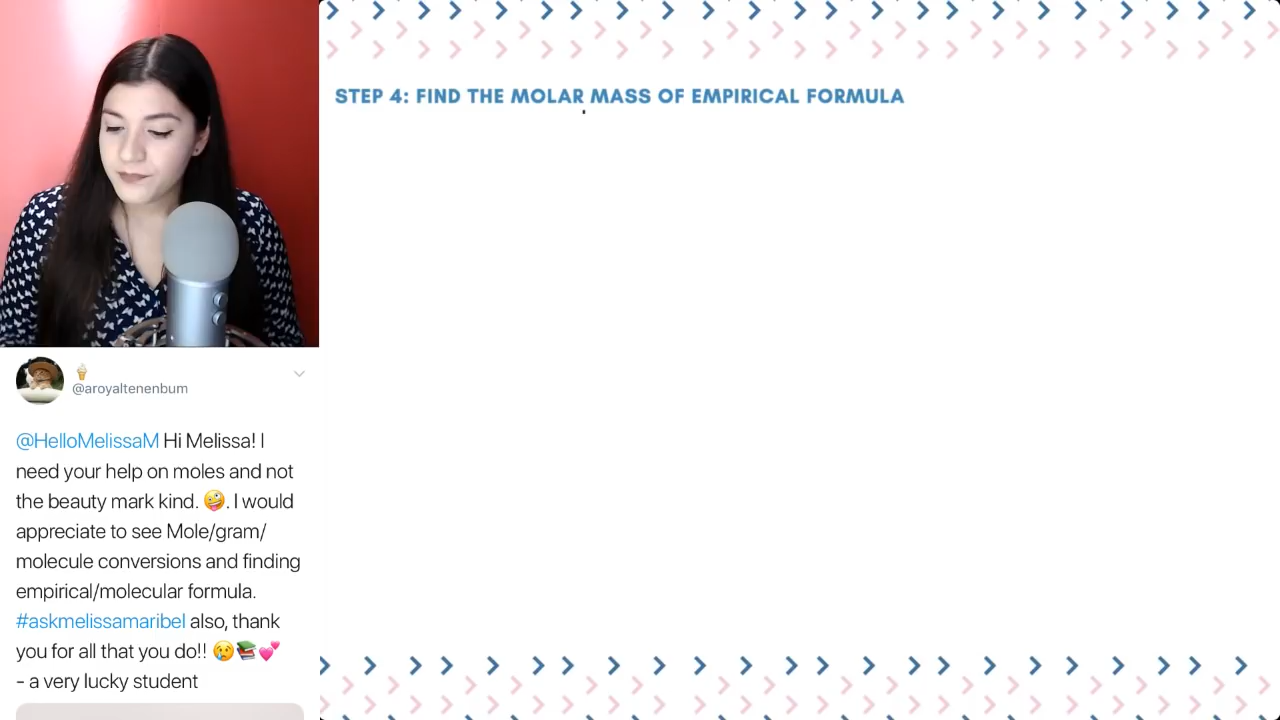 STEP 4: FIND THE MOLAR MASS OF EMPIRICAL FORMULA
@aroyaltenenbum
@HelloMelissaM Hi Melissa! I
need your help on moles and not
the beauty mark kind. 🤪. I would
appreciate to see Mole/gram/
molecule conversions and finding
empirical/molecular formula.
#askmelissamaribel also, thank
you for all that you do!! 😢📚💕
- a very lucky student